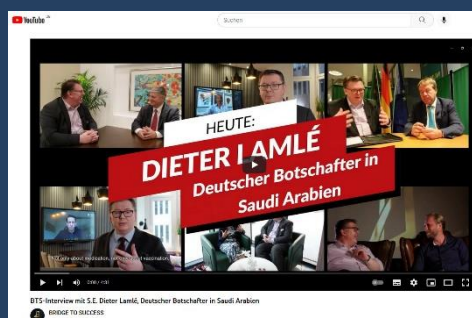 YouTube
Suchen
HEUTE:
DIETER LAMLÉ
Deutscher Botschafter in
Saudi Arabien
BTS-Interview mit S.E. Dieter Lamlé, Deutscher Botschafter in Saudi Arabien
BRIDGE TO SUCCESS